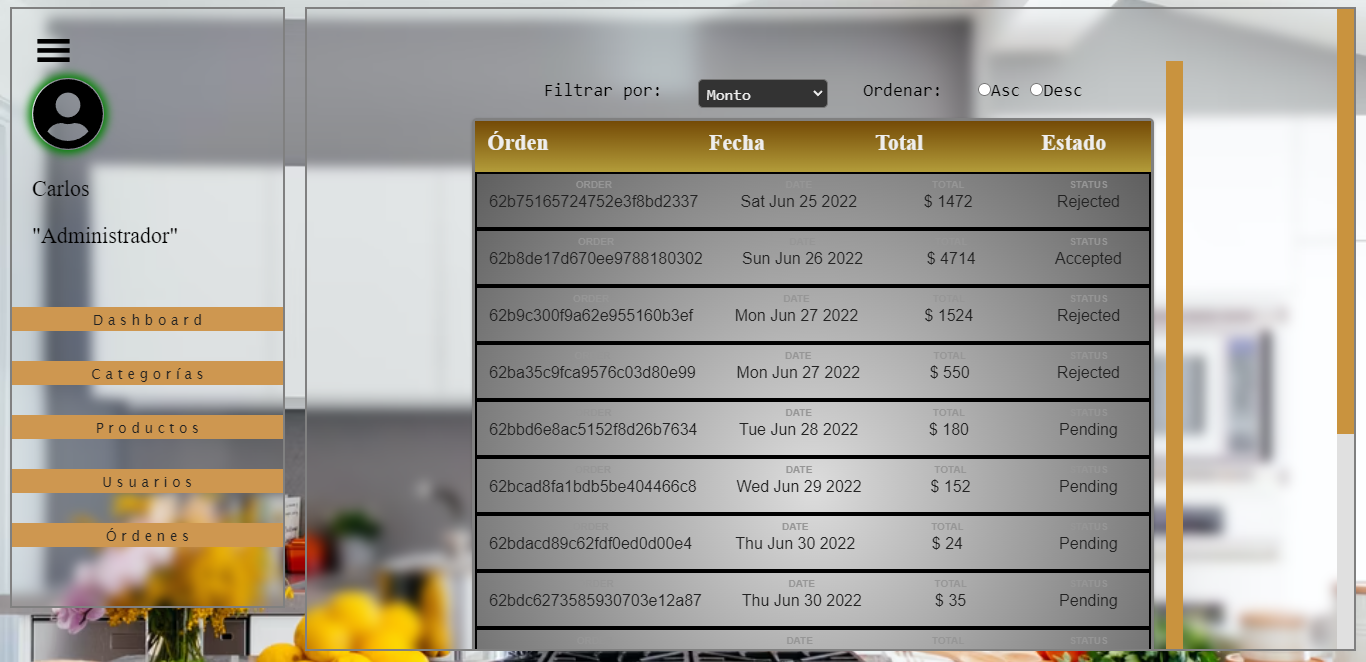 Carlos
"Administrador"
Dashboard
Categorías
Productos
Usuarios
Órdenes
Filtrar por: Monto Ordenar: Asc Desc
Órden Fecha Total Estado
ORDER DATE TOTAL STATUS
62b75165724752e3f8bd2337 Sat Jun 25 2022 $ 1472 Rejected
ORDER DATE TOTAL STATUS
62b8de17d670ee9788180302 Sun Jun 26 2022 $ 4714 Accepted
ORDER DATE TOTAL STATUS
62b9c300f9a62e955160b3ef Mon Jun 27 2022 $ 1524 Rejected
ORDER DATE TOTAL STATUS
62ba35c9fca9576c03d80e99 Mon Jun 27 2022 $ 550 Rejected
ORDER DATE TOTAL STATUS
62bbd6e8ac5152f8d26b7634 Tue Jun 28 2022 $ 180 Pending
ORDER DATE TOTAL STATUS
62bcad8fa1bdb5be404466c8 Wed Jun 29 2022 $ 152 Pending
ORDER DATE TOTAL STATUS
62bdacd89c62fdf0ed0d00e4 Thu Jun 30 2022 $ 24 Pending
ORDER DATE TOTAL STATUS
62bdc6273585930703e12a87 Thu Jun 30 2022 $ 35 Pending
ORDER DATE TOTAL STATUS